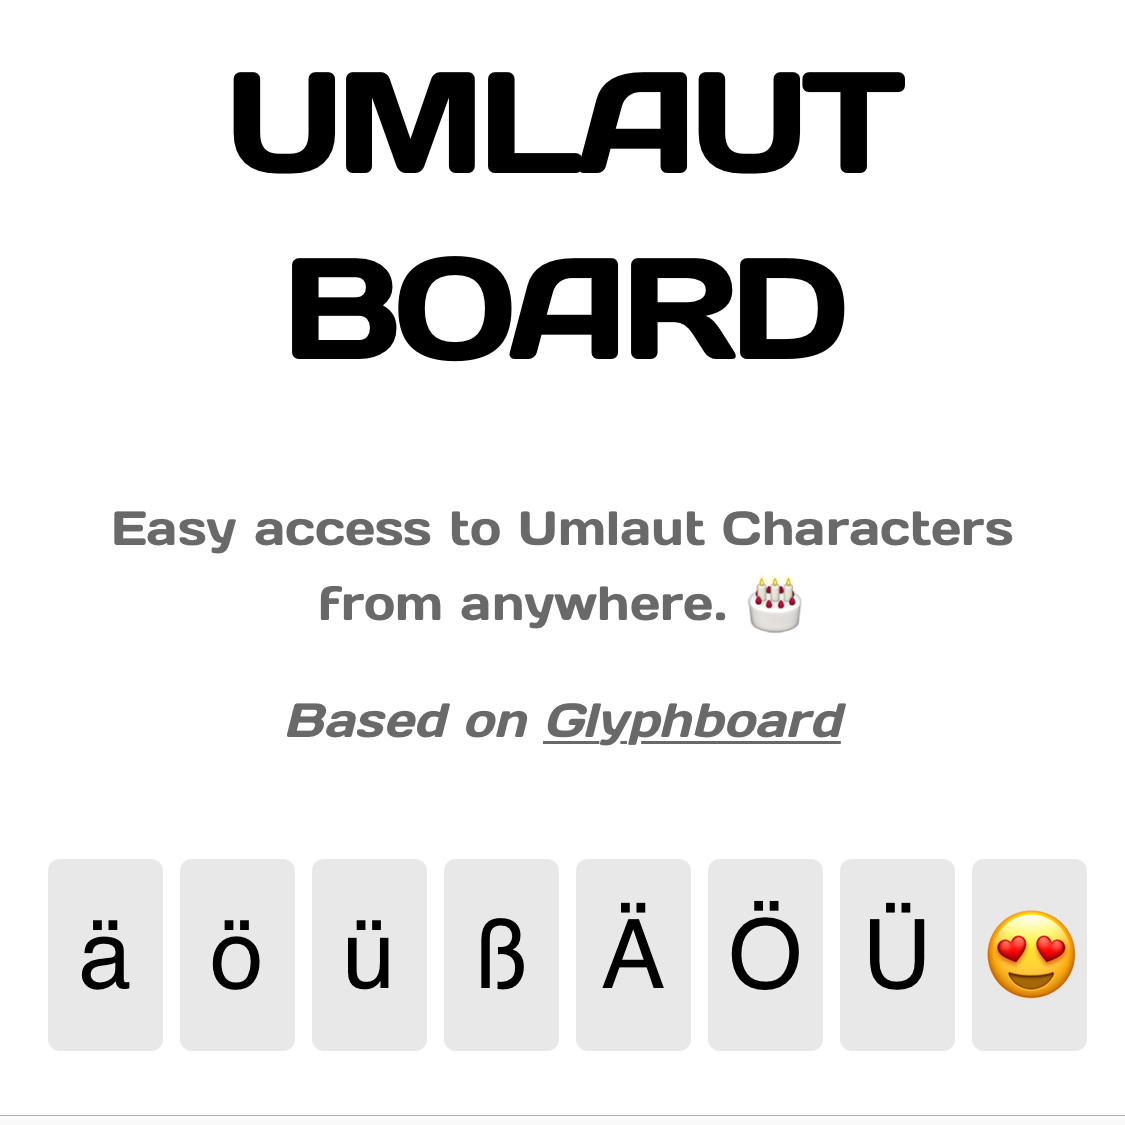 UMLAUT
BOARD
Easy access to Umlaut Characters
from anywhere. 🎂
Based on Glyphboard
ä ö ü ß Ä Ö Ü 😍